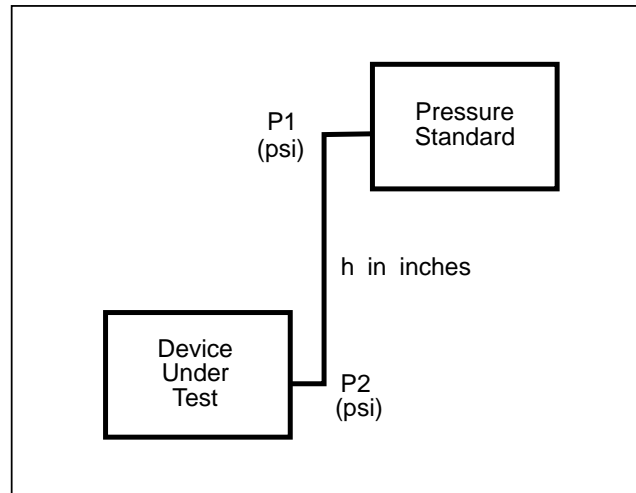 Pressure
Standard
P1
(psi)
h in inches
Device
Under
Test
P2
(psi)